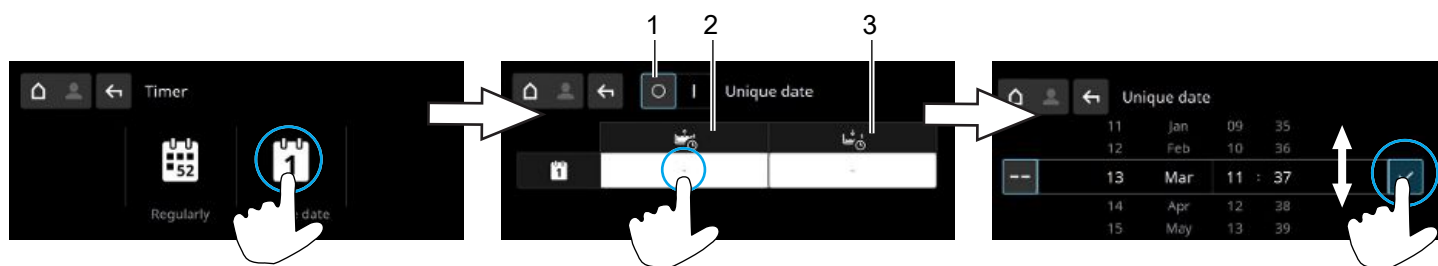 1 2 3
Timer
52
1
Regularly
date
Unique date
1
-
-
Unique date
11 Jan 09 35
12 Feb 10 36
-- 13 Mar 11 : 37
14 Apr 12 38
15 May 13 39